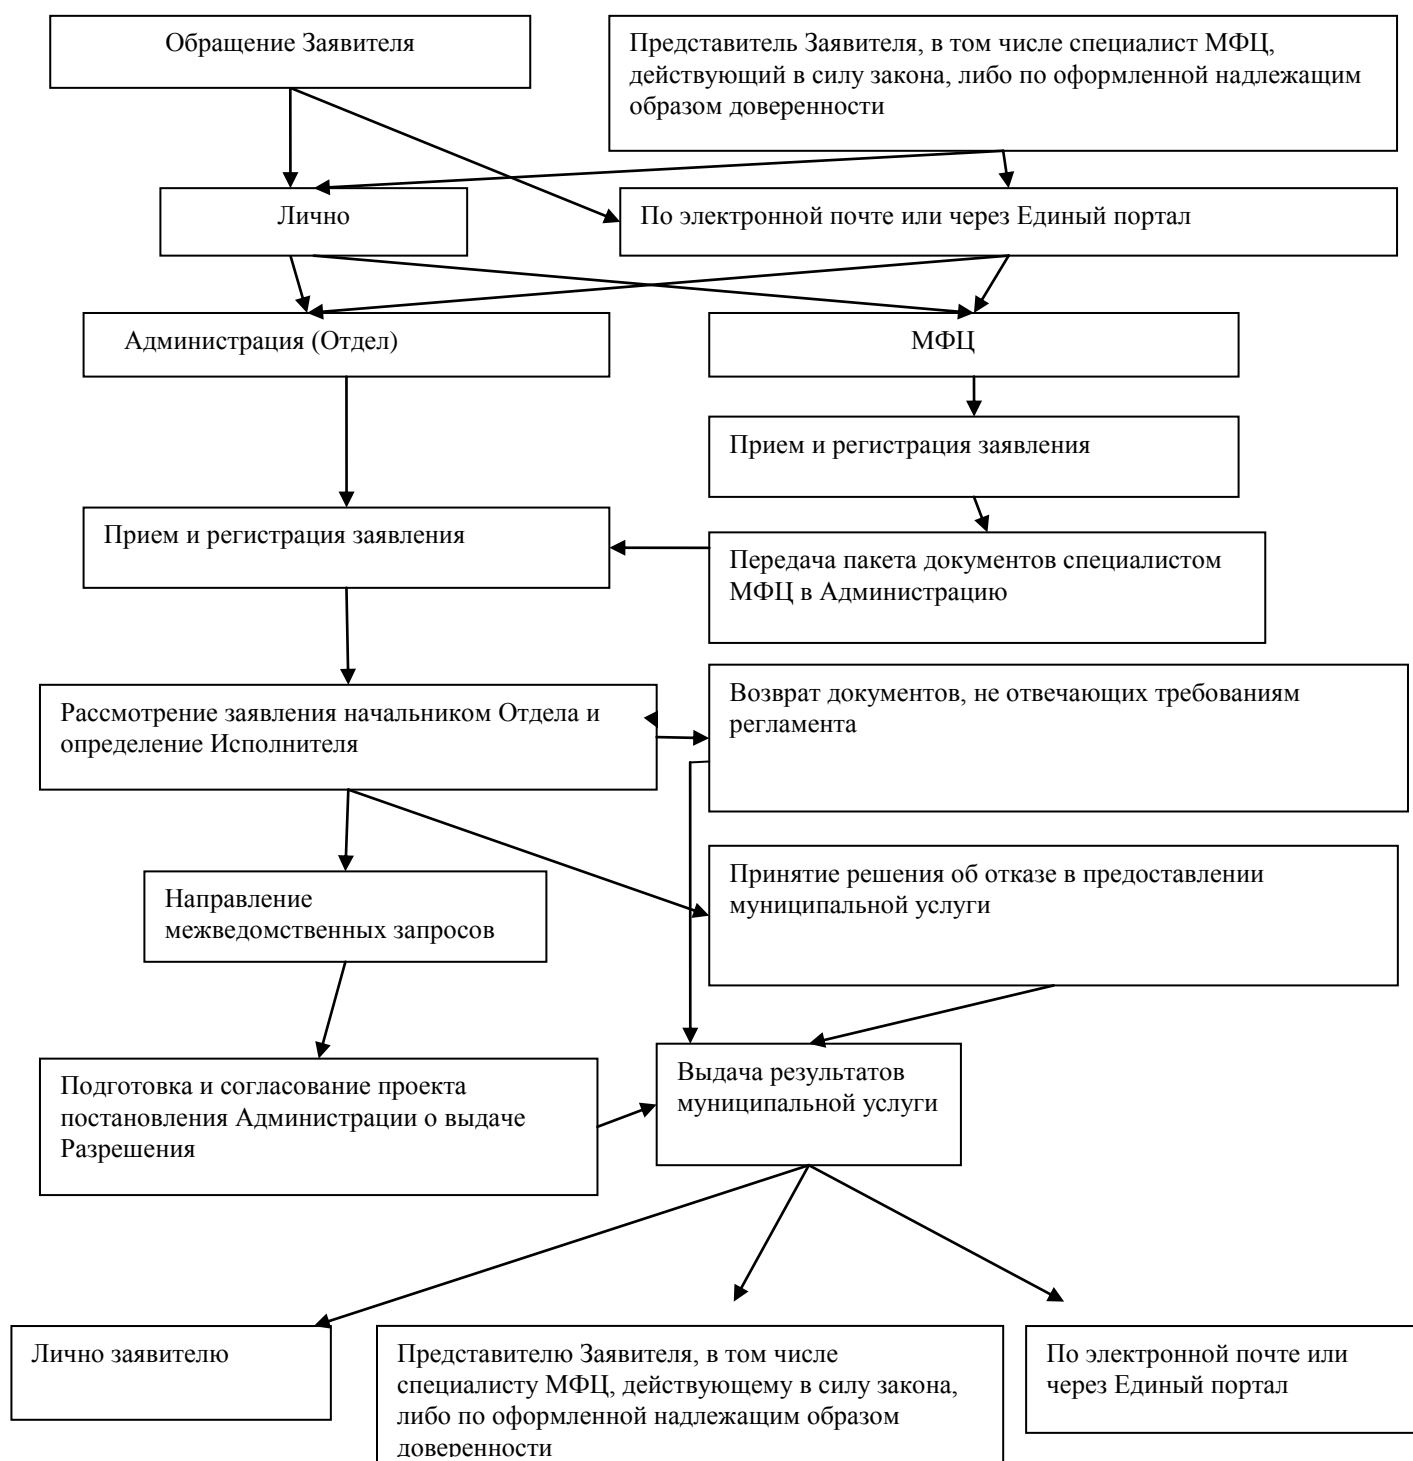 Обращение Заявителя
Представитель Заявителя, в том числе специалист МФЦ,
действующий в силу закона, либо по оформленной надлежащим
образом доверенности
Лично
По электронной почте или через Единый портал
Администрация (Отдел)
МФЦ
Прием и регистрация заявления
Прием и регистрация заявления
Передача пакета документов специалистом
МФЦ в Администрацию
Рассмотрение заявления начальником Отдела и
определение Исполнителя
Возврат документов, не отвечающих требованиям
регламента
Направление
межведомственных запросов
Принятие решения об отказе в предоставлении
муниципальной услуги
Подготовка и согласование проекта
постановления Администрации о выдаче
Разрешения
Выдача результатов
муниципальной услуги
Лично заявителю
Представителю Заявителя, в том числе
специалисту МФЦ, действующему в силу закона,
либо по оформленной надлежащим образом
доверенности
По электронной почте или
через Единый портал